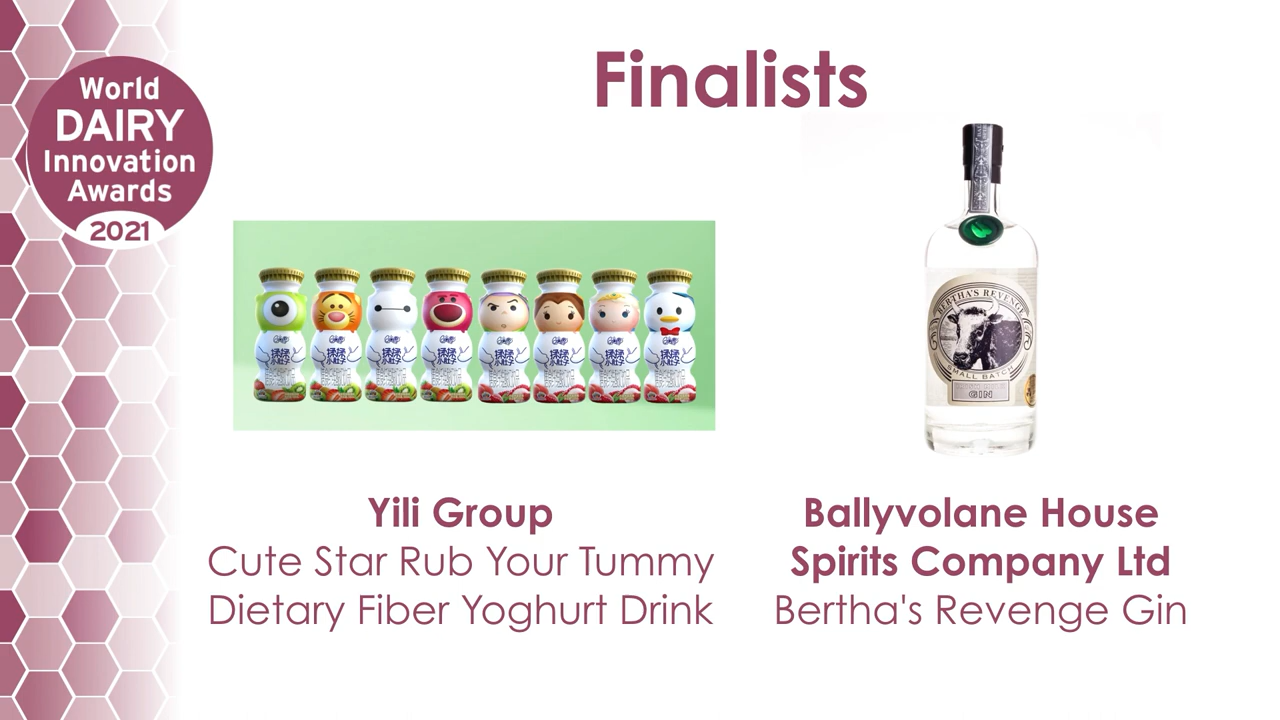 World
DAIRY
Innovation
Awards
2021
Finalists
BERTHA'S REVENGE
SMALL BATCH
GIN
Yili Group
Cute Star Rub Your Tummy
Dietary Fiber Yoghurt Drink
Ballyvolane House
Spirits Company Ltd
Bertha's Revenge Gin